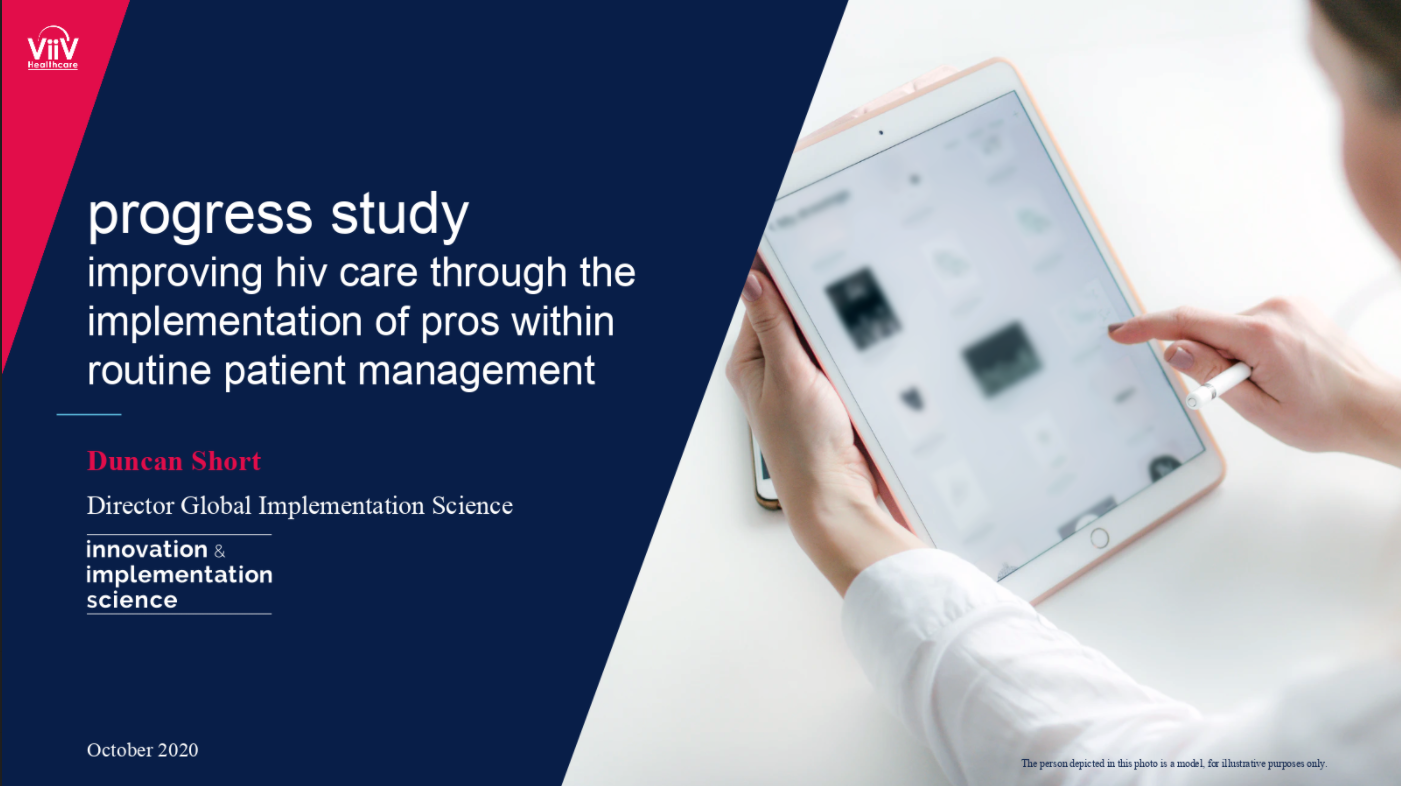 ViiV
Healthcare
progress study
improving hiv care through the
implementation of pros within
routine patient management
Duncan Short
Director Global Implementation Science
innovation &
implementation
science
October 2020
The person depicted in this photo is a model, for illustrative purposes only.